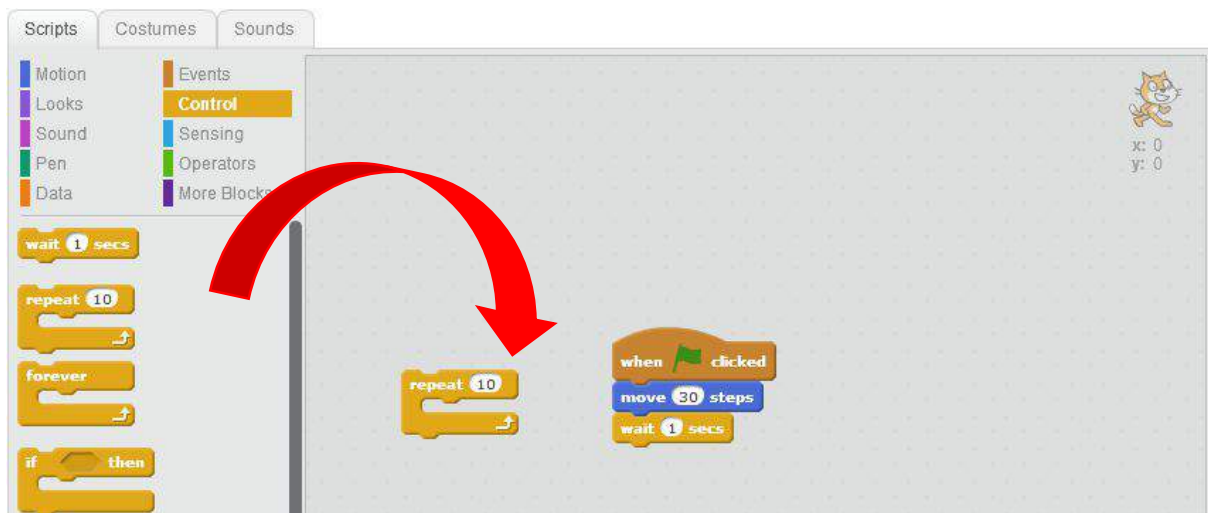 Scripts Costumes Sounds
Motion Events
Looks Control
Sound Sensing
Pen Operators
Data More Blocks
x: 0
y: 0
wait 1 secs
repeat 10
forever
if then
repeat 10
when clicked
move 30 steps
wait 1 secs